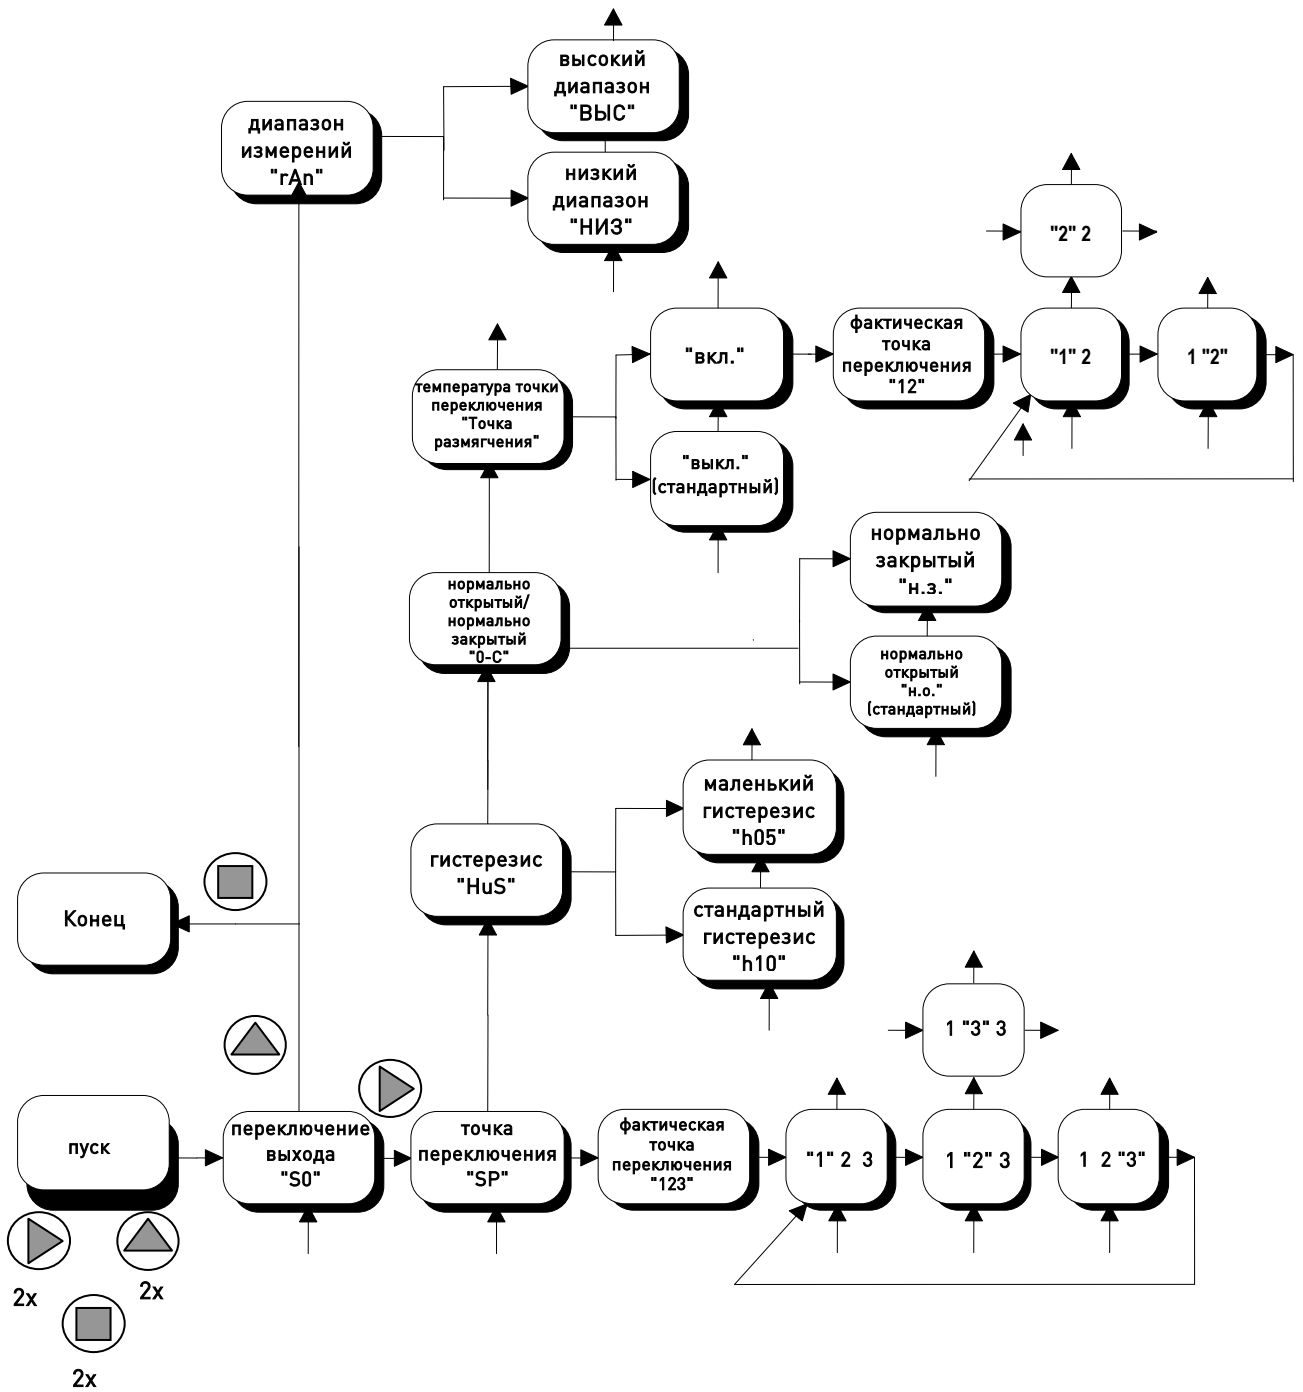 высокий
диапазон
"ВЫС"
диапазон
измерений
"rAn"
низкий
диапазон
"НИЗ"
"2" 2
"вкл."
фактическая
точка
переключения
"12"
"1" 2
1 "2"
температура точки
переключения
"Точка
размягчения"
"выкл."
(стандартный)
нормально
закрытый
"н.з."
нормально
открытый/
нормально
закрытый
"0-C"
нормально
открытый
"н.о."
(стандартный)
маленький
гистерезис
"h05"
гистерезис
"HuS"
стандартный
гистерезис
"h10"
Конец
1 "3" 3
пуск
переключение
выхода
"S0"
точка
переключения
"SP"
фактическая
точка
переключения
"123"
"1" 2 3
1 "2" 3
1 2 "3"
2x
2x
2x